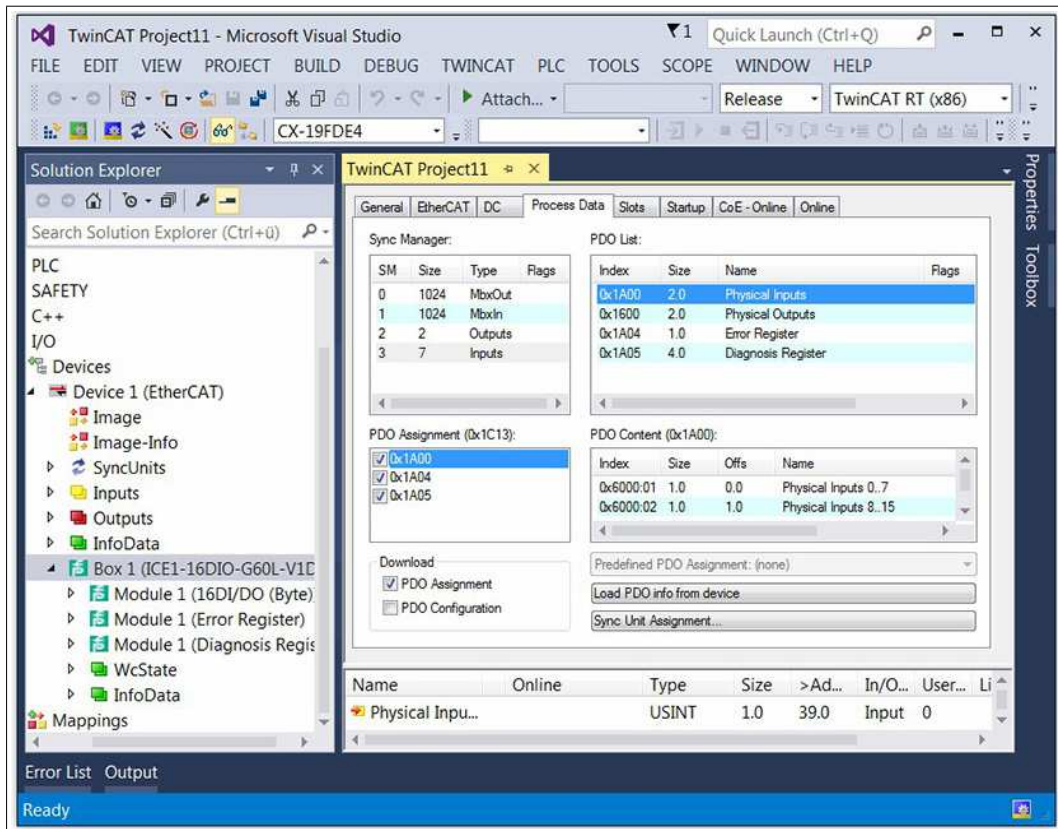 TwinCAT Project11 - Microsoft Visual Studio
1
Quick Launch (Ctrl+Q)
FILE EDIT VIEW PROJECT BUILD DEBUG TWINCAT PLC TOOLS SCOPE WINDOW HELP
Attach... Release TwinCAT RT (x86)
CX-19FDE4
Solution Explorer
Search Solution Explorer (Ctrl+ü)
PLC
SAFETY
C++
I/O
Devices
Device 1 (EtherCAT)
Image
Image-Info
SyncUnits
Inputs
Outputs
InfoData
Box 1 (ICE1-16DIO-G60L-V1D
Module 1 (16DI/DO (Byte)
Module 1 (Error Register)
Module 1 (Diagnosis Regis
WcState
InfoData
Mappings
TwinCAT Project11
General EtherCAT DC Process Data Slots Startup CoE - Online Online
Sync Manager:
SM Size Type Flags
0 1024 MbxOut
1 1024 MbxIn
2 2 Outputs
3 7 Inputs
PDO List:
Index Size Name Flags
0x1A00 2.0 Physical Inputs
0x1600 2.0 Physical Outputs
0x1A04 1.0 Error Register
0x1A05 4.0 Diagnosis Register
PDO Assignment (0x1C13):
0x1A00
0x1A04
0x1A05
PDO Content (0x1A00):
Index Size Offs Name
0x6000:01 1.0 0.0 Physical Inputs 0..7
0x6000:02 1.0 1.0 Physical Inputs 8..15
Download
PDO Assignment
PDO Configuration
Predefined PDO Assignment: (none)
Load PDO info from device
Sync Unit Assignment...
Name Online Type Size >Ad... In/O... User... Li
Physical Inpu... USINT 1.0 39.0 Input 0
Properties
Toolbox
Error List Output
Ready